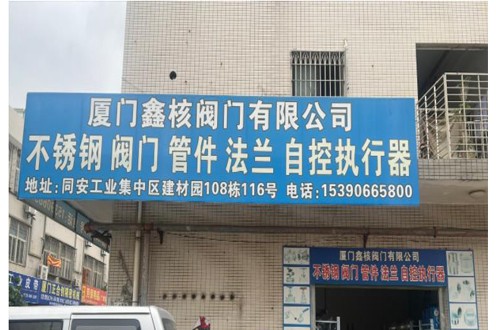 厦门鑫核阀门有限公司
不锈钢 阀门 管件 法兰 自控执行器
地址:同安工业集中区建材园108栋116号 电话:15390665800
厦门鑫核阀门有限公司
不锈钢 阀门 管件 法兰 自控执行器